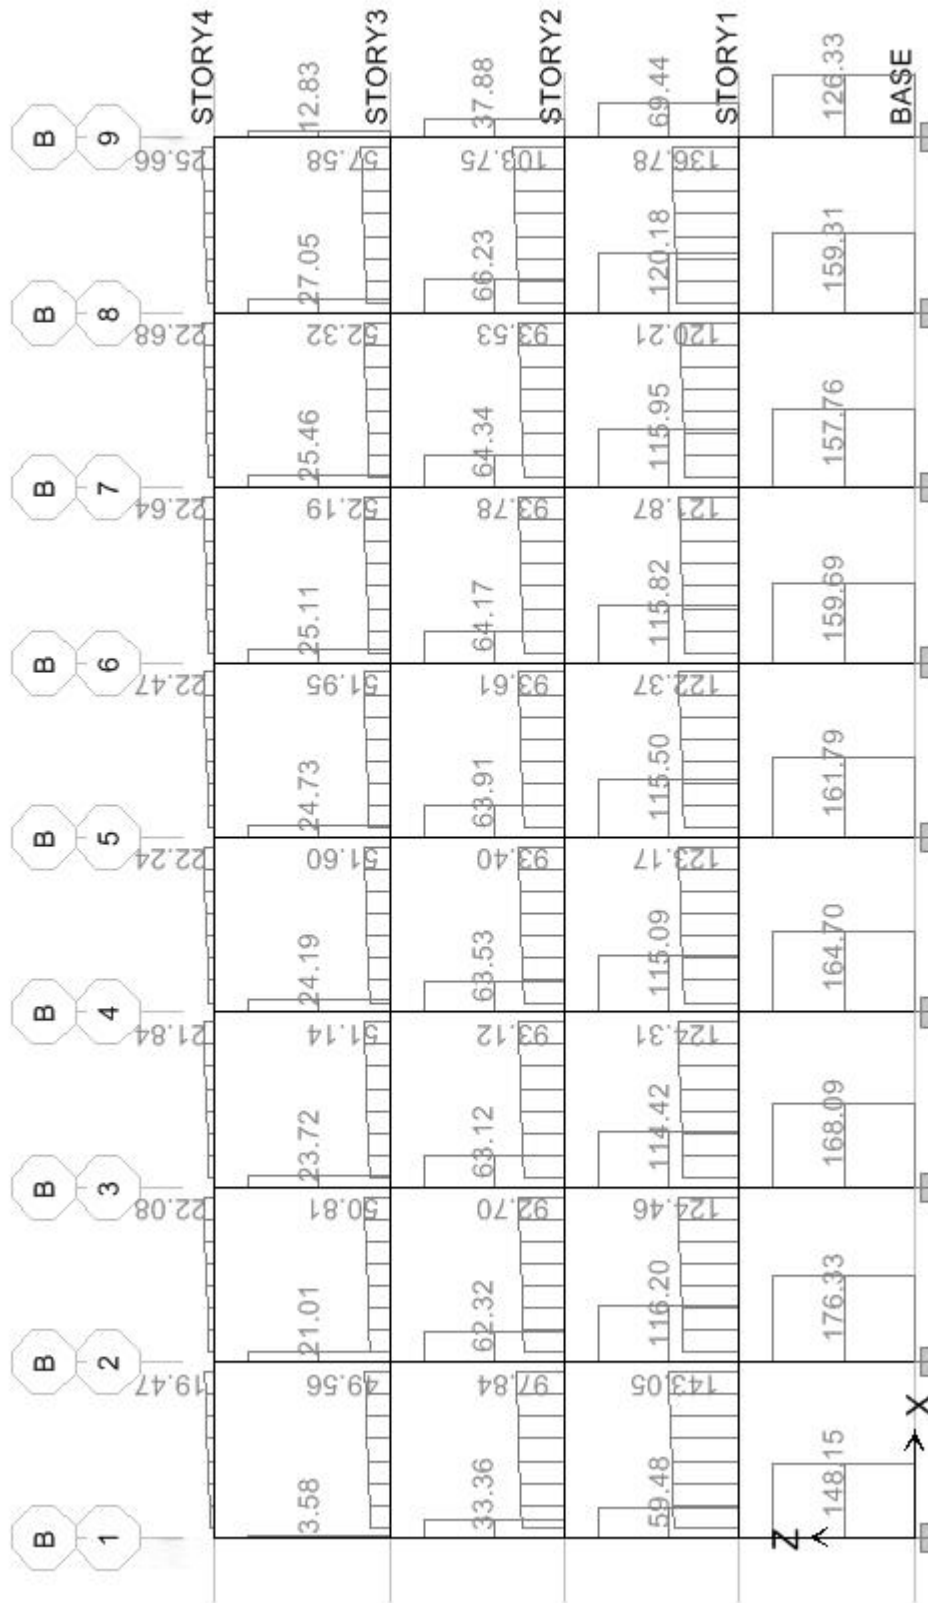 B B B B B B B B B
1 2 3 4 5 6 7 8 9
19.47 22.08 21.84 22.24 22.47 22.64 22.68 25.66
STORY4
3.58 21.01 23.72 24.19 24.73 25.11 25.46 27.05 12.83
49.56 50.81 51.14 51.60 51.95 52.19 52.32 57.58
STORY3
33.36 62.32 63.12 63.53 63.91 64.17 64.34 66.23 37.88
97.84 92.70 93.12 93.40 93.61 93.78 93.53 103.75
STORY2
59.48 116.20 114.42 115.09 115.50 115.82 115.95 120.18 69.44
143.05 124.46 124.31 123.17 122.37 121.87 120.21 136.78
STORY1
Z
148.15 176.33 168.09 164.70 161.79 159.69 157.76 159.31 126.33
X
BASE